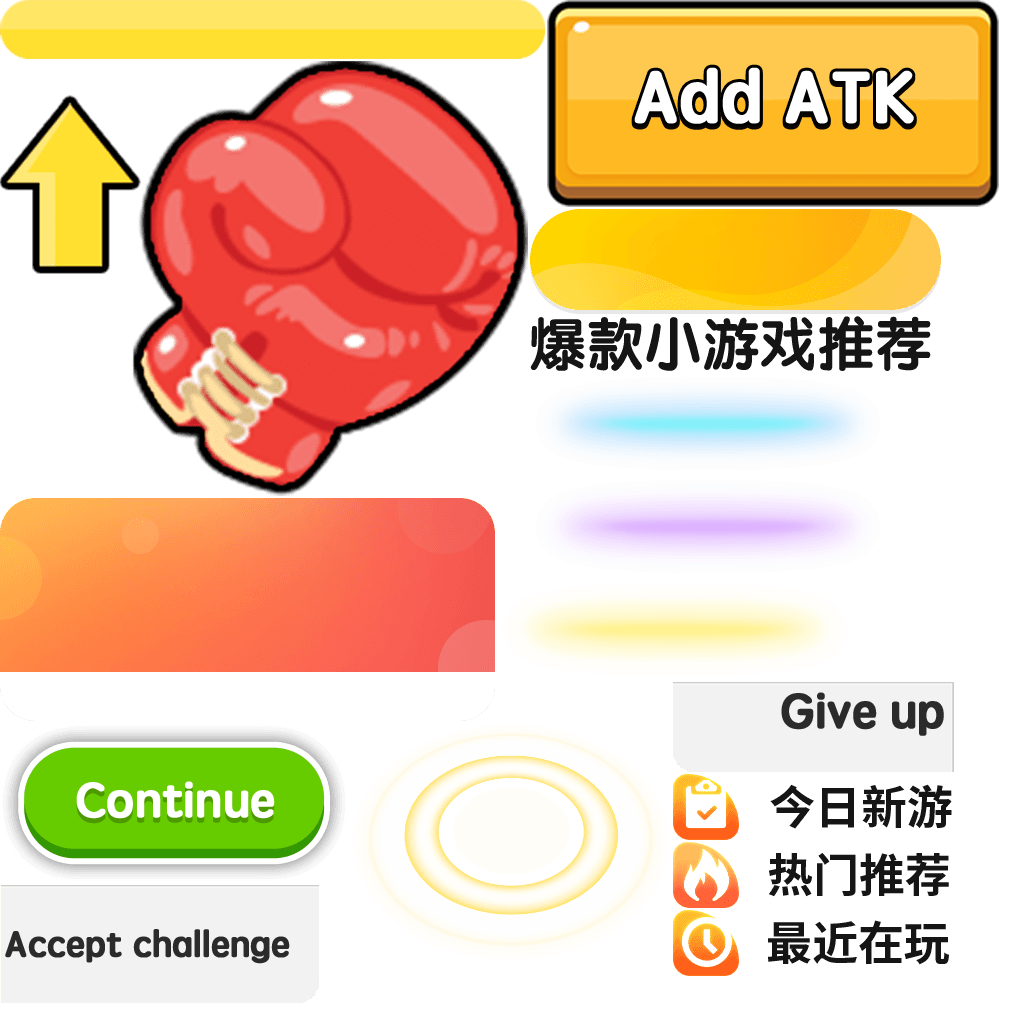 Add ATK
爆款小游戏推荐
Give up
Continue
今日新游
热门推荐
Accept challenge
最近在玩